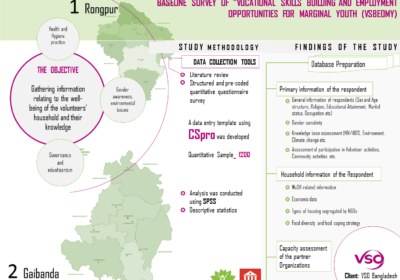 BASELINE SURVEY OF "VOCATIONAL SKILLS BUILDING AND EMPLOYMENT
OPPORTUNITIES FOR MARGINAL YOUTH (VSBEOMY)
1 Rongpur
Health and
Hygiene
practice
THE OBJECTIVE
Gathering information
relating to the well-
being of the volunteers'
household and their
knowledge
Gender
awareness,
environmental
issues
Governance
and
volunteerism
2 Gaibanda
STUDY METHODOLOGY
DATA COLLECTION TOOLS
Literature review
Structured and pre-coded
quantitative questionnaire
survey
A data entry template using
CSpro was developed
Quantitative Sample_ 1200
Analysis was conducted
using SPSS
Descriptive statistics
FINDINGS OF THE STUDY
Database Preparation
Primary information of the respondent
General information of respondents (Sex and Age
structure, Religion, Educational Attainment, Marital
status, Occupation etc)
Gender sensitivity
Knowledge base assessment (HIV/AIDS, Environment,
Climate change etc.
Assessment of participation in Volunteer activities,
Community activities etc.
Household information of the Respondent
WaSH related information
Economic data
Types of housing segregated by NGOs
Food diversity and food coping strategy
Capacity assessment
of the partner
Organizations
VSO
Client: VSO Bangladesh